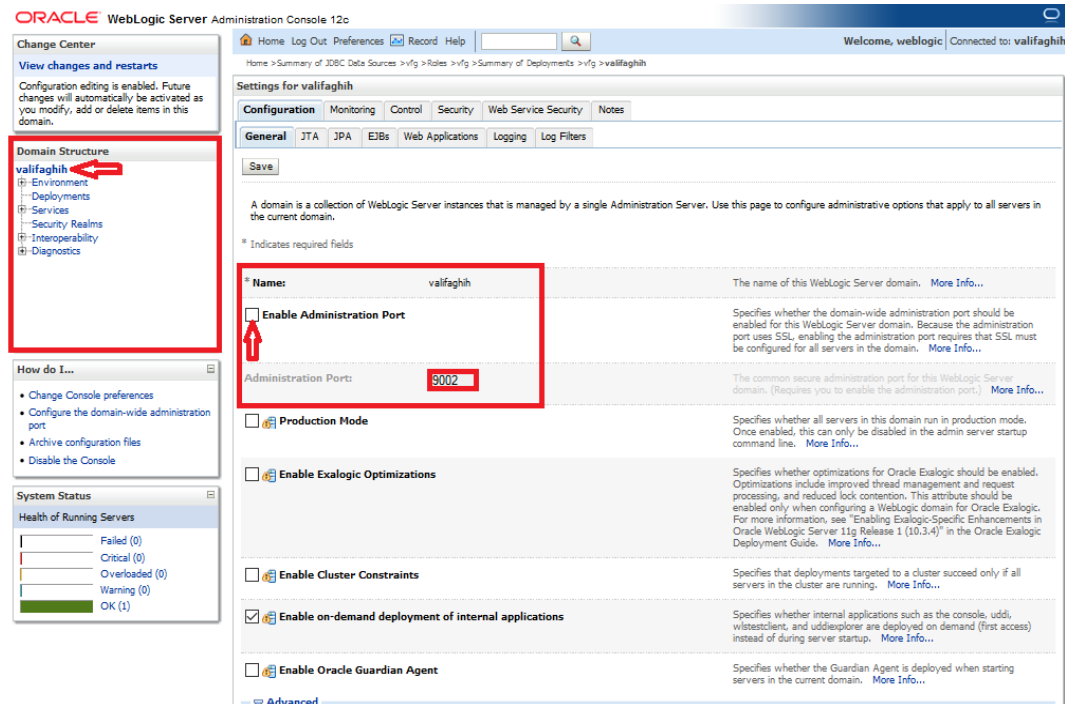 ORACLE WebLogic Server Administration Console 12c
Change Center
View changes and restarts
Configuration editing is enabled. Future
changes will automatically be activated as
you modify, add or delete items in this
domain.
Domain Structure
valifaghih
Environment
Deployments
Services
Security Realms
Interoperability
Diagnostics
How do I...
Change Console preferences
Configure the domain-wide administration
port
Archive configuration files
Disable the Console
System Status
Health of Running Servers
Failed (0)
Critical (0)
Overloaded (0)
Warning (0)
OK (1)
Home Log Out Preferences Record Help
Welcome, weblogic Connected to: valifaghih
Home >Summary of JDBC Data Sources >vfg >Roles >vfg >Summary of Deployments >vfg >valifaghih
Settings for valifaghih
Configuration Monitoring Control Security Web Service Security Notes
General JTA JPA EJBs Web Applications Logging Log Filters
Save
A domain is a collection of WebLogic Server instances that is managed by a single Administration Server. Use this page to configure administrative options that apply to all servers in
the current domain.
* Indicates required fields
* Name: valifaghih
The name of this WebLogic Server domain. More Info...
Enable Administration Port
Specifies whether the domain-wide administration port should be
enabled for this WebLogic Server domain. Because the administration
port uses SSL, enabling the administration port requires that SSL must
be configured for all servers in the domain. More Info...
Administration Port: 9002
The common secure administration port for this WebLogic Server
domain. (Requires you to enable the administration port.) More Info...
Production Mode
Specifies whether all servers in this domain run in production mode.
Once enabled, this can only be disabled in the admin server startup
command line. More Info...
Enable Exalogic Optimizations
Specifies whether optimizations for Oracle Exalogic should be enabled.
Optimizations include improved thread management and request
processing, and reduced lock contention. This attribute should be
enabled only when configuring a WebLogic domain for Oracle Exalogic.
For more information, see "Enabling Exalogic-Specific Enhancements in
Oracle WebLogic Server 11g Release 1 (10.3.4)" in the Oracle Exalogic
Deployment Guide. More Info...
Enable Cluster Constraints
Specifies that deployments targeted to a cluster succeed only if all
servers in the cluster are running. More Info...
Enable on-demand deployment of internal applications
Specifies whether internal applications such as the console, uddi,
wlstestclient, and uddiexplorer are deployed on demand (first access)
instead of during server startup. More Info...
Enable Oracle Guardian Agent
Specifies whether the Guardian Agent is deployed when starting
servers in the current domain. More Info...
Advanced